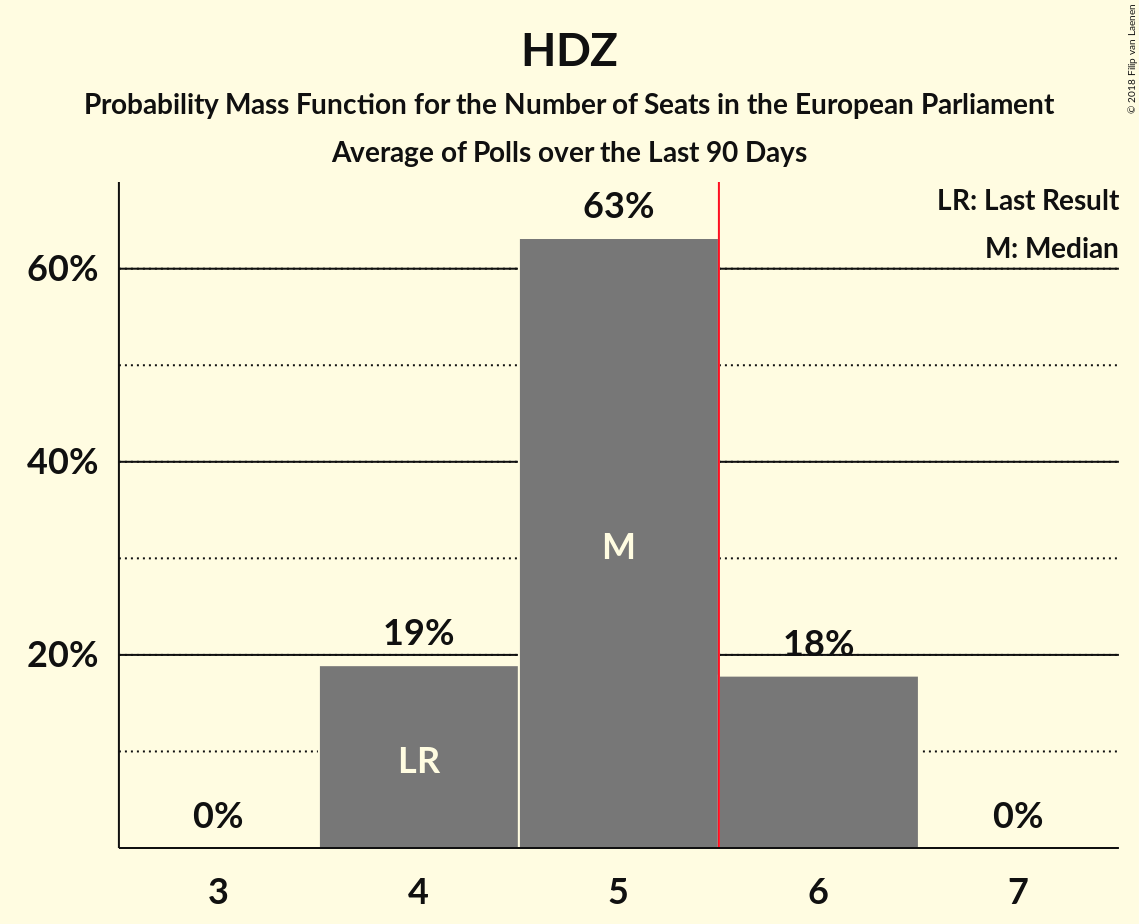 HDZ
Probability Mass Function for the Number of Seats in the European Parliament
Average of Polls over the Last 90 Days
© 2018 Filip van Laenen
LR: Last Result
M: Median
63%
60%
40%
M
19%
18%
20%
LR
0%
0%
3 4 5 6 7